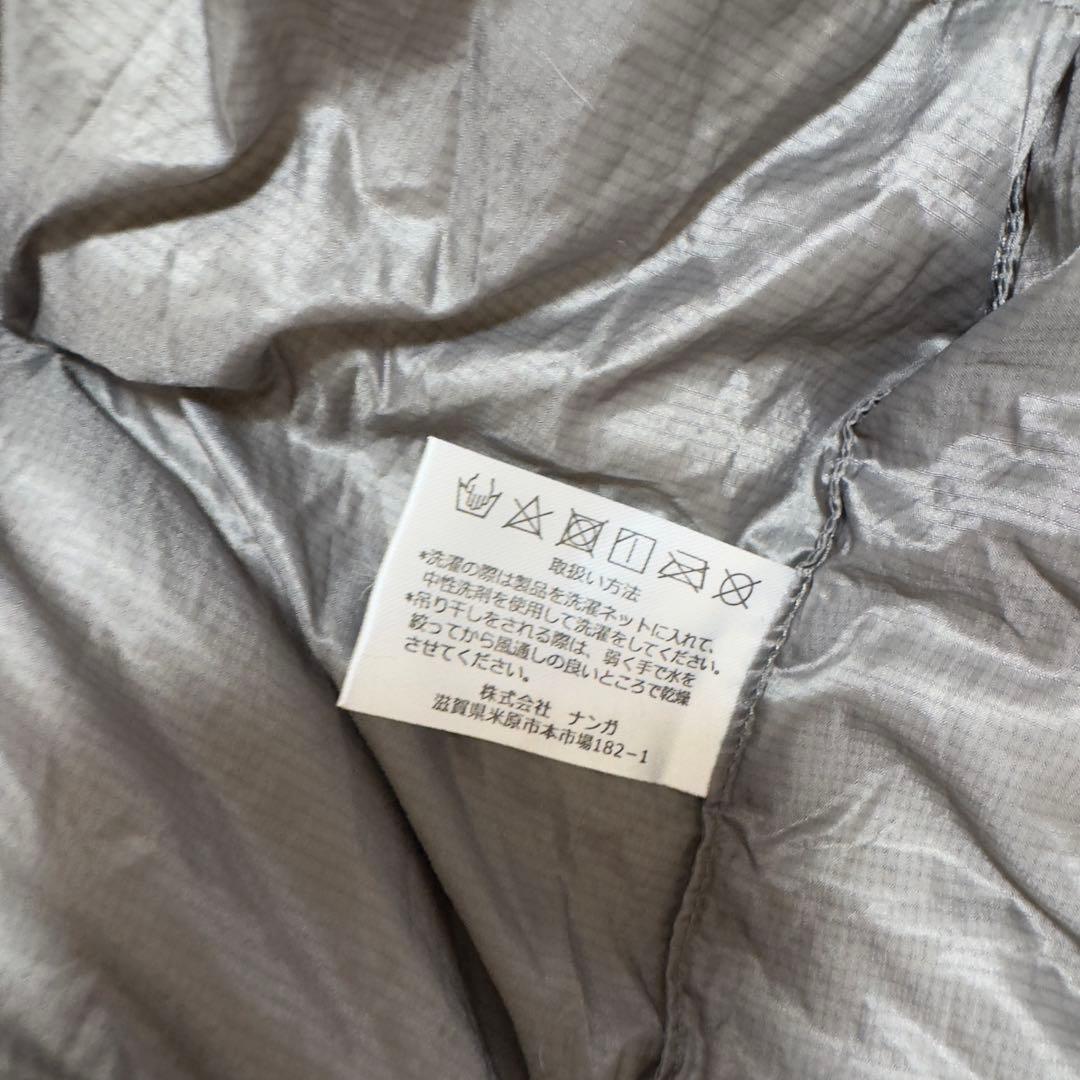 取扱い方法
*洗濯の際は製品を洗濯ネットに入れて、
中性洗剤を使用して洗濯をしてください。
*吊り干しをされる際は、弱く手で水を
絞ってから風通しの良いところで乾燥
させてください。
株式会社 ナンガ
滋賀県米原市本市場182-1